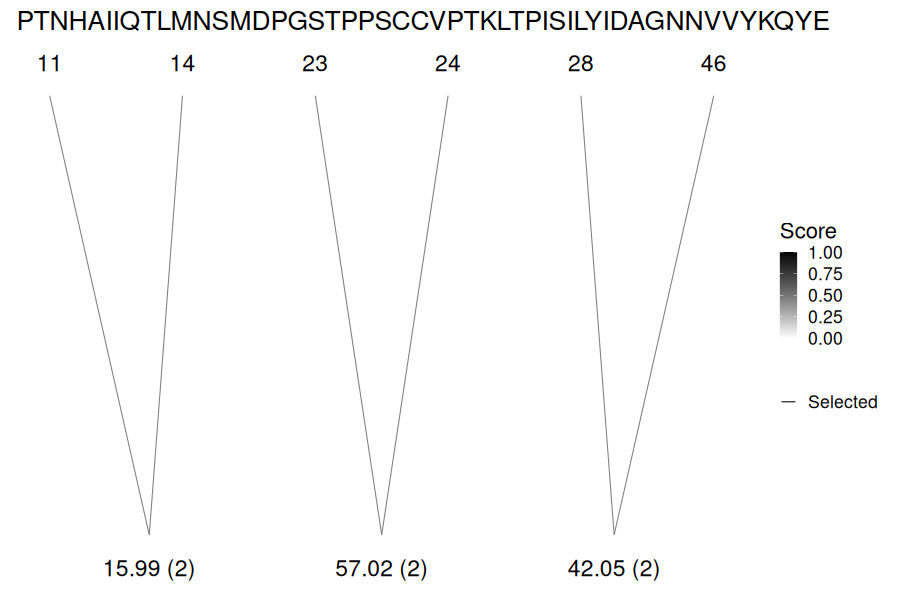 PTNHAIIQTLMNSMDPGSTPPSCCVPTKLTPISILYIDAGNNVVYKQYE
11 14 23 24 28 46
Score
1.00
0.75
0.50
0.25
0.00
Selected
15.99 (2) 57.02 (2) 42.05 (2)